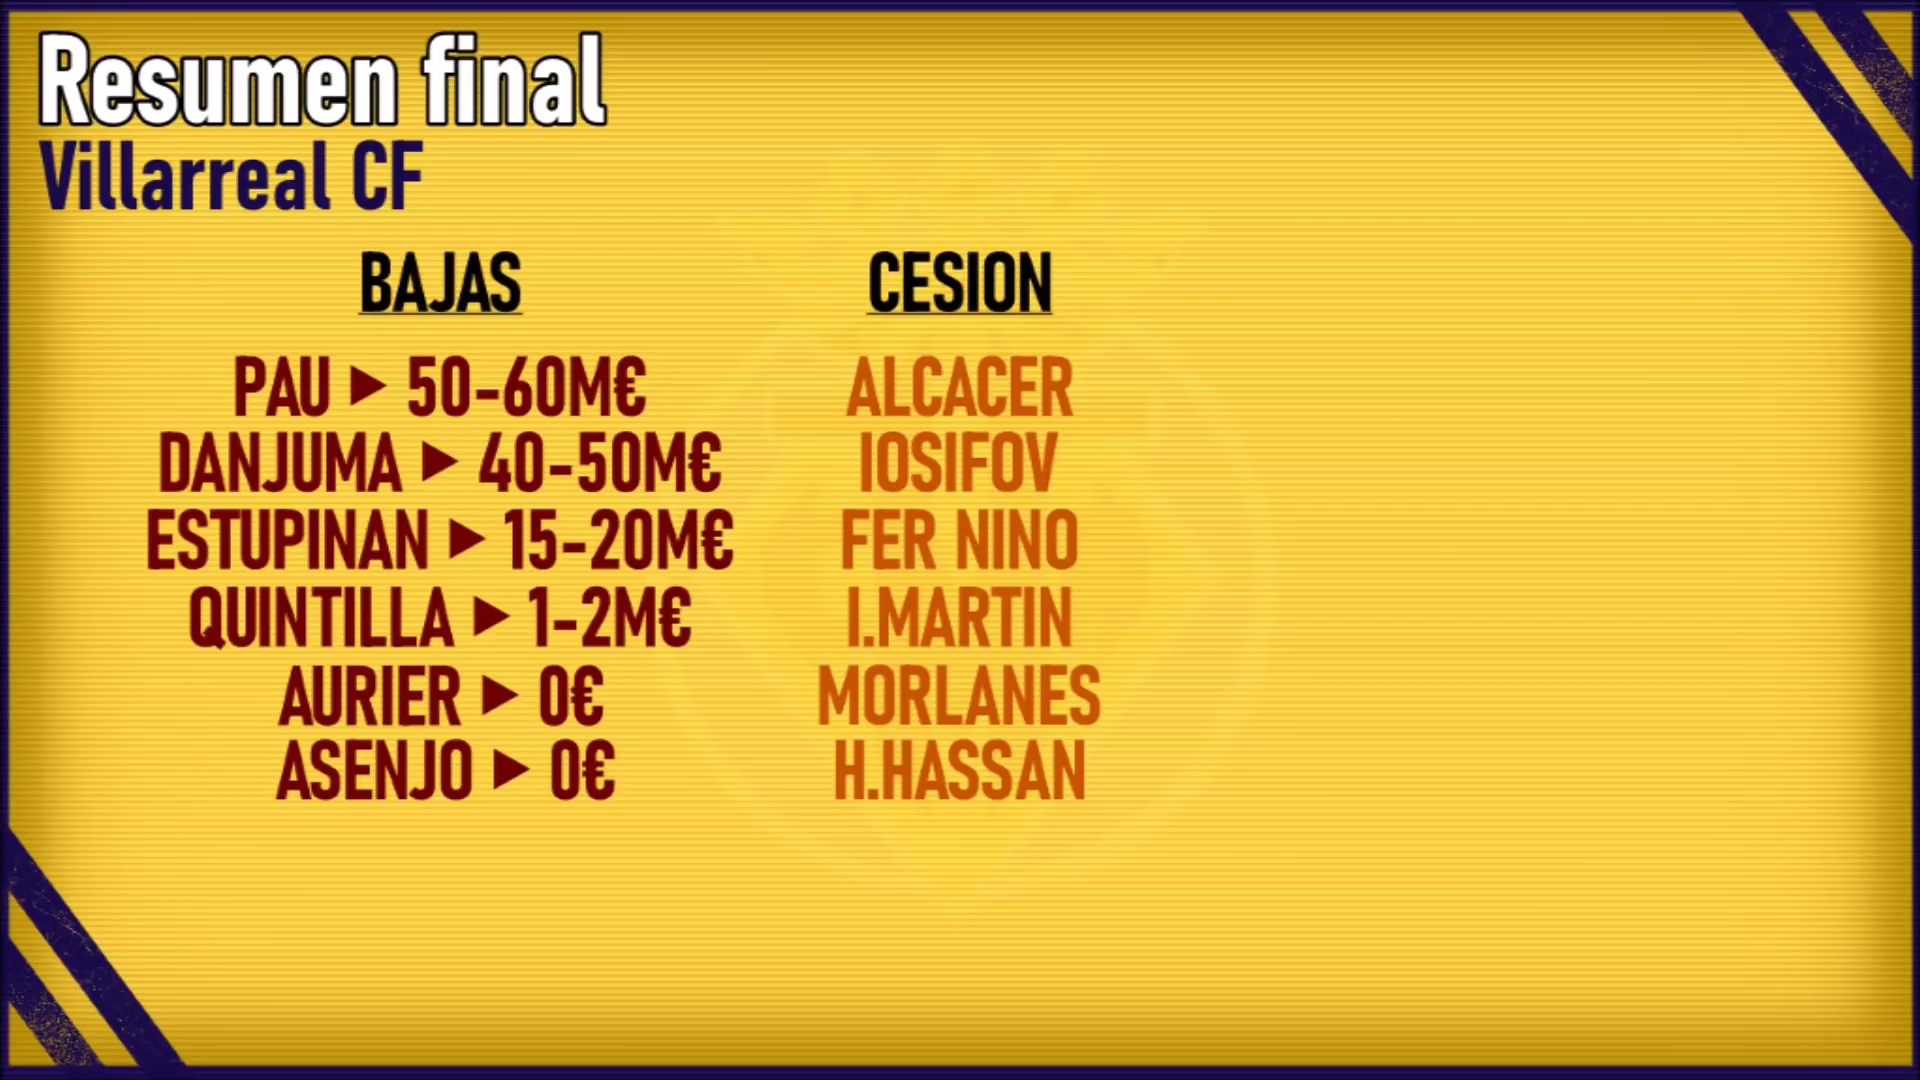 Resumen final
Villarreal CF
BAJAS
PAU ► 50-60M€
DANJUMA ► 40-50M€
ESTUPINAN ► 15-20M€
QUINTILLA ► 1-2M€
AURIER ► 0€
ASENJO ► 0€
CESION
ALCACER
IOSIFOV
FER NINO
I.MARTIN
MORLANES
H.HASSAN